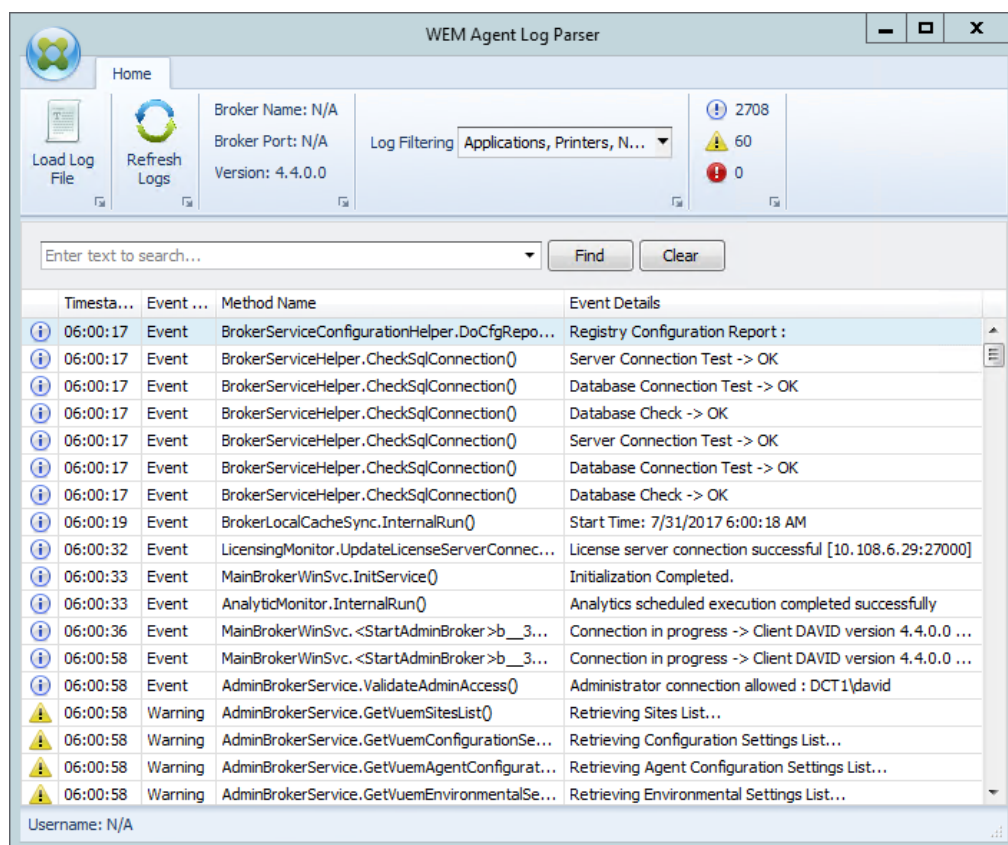 WEM Agent Log Parser
Home
Load Log File
Refresh Logs
Broker Name: N/A
Broker Port: N/A
Version: 4.4.0.0
Log Filtering Applications, Printers, N...
2708
60
0
Enter text to search...
Find
Clear
Timesta... Event ... Method Name Event Details
06:00:17 Event BrokerServiceConfigurationHelper.DoCfgRepo... Registry Configuration Report :
06:00:17 Event BrokerServiceHelper.CheckSqlConnection() Server Connection Test -> OK
06:00:17 Event BrokerServiceHelper.CheckSqlConnection() Database Connection Test -> OK
06:00:17 Event BrokerServiceHelper.CheckSqlConnection() Database Check -> OK
06:00:17 Event BrokerServiceHelper.CheckSqlConnection() Server Connection Test -> OK
06:00:17 Event BrokerServiceHelper.CheckSqlConnection() Database Connection Test -> OK
06:00:17 Event BrokerServiceHelper.CheckSqlConnection() Database Check -> OK
06:00:19 Event BrokerLocalCacheSync.InternalRun() Start Time: 7/31/2017 6:00:18 AM
06:00:32 Event LicensingMonitor.UpdateLicenseServerConnec... License server connection successful [10.108.6.29:27000]
06:00:33 Event MainBrokerWinSvc.InitService() Initialization Completed.
06:00:33 Event AnalyticMonitor.InternalRun() Analytics scheduled execution completed successfully
06:00:36 Event MainBrokerWinSvc.<StartAdminBroker>b__3... Connection in progress -> Client DAVID version 4.4.0.0 ...
06:00:58 Event MainBrokerWinSvc.<StartAdminBroker>b__3... Connection in progress -> Client DAVID version 4.4.0.0 ...
06:00:58 Event AdminBrokerService.ValidateAdminAccess() Administrator connection allowed : DCT1\david
06:00:58 Warning AdminBrokerService.GetVuemSitesList() Retrieving Sites List...
06:00:58 Warning AdminBrokerService.GetVuemConfigurationSe... Retrieving Configuration Settings List...
06:00:58 Warning AdminBrokerService.GetVuemAgentConfigurat... Retrieving Agent Configuration Settings List...
06:00:58 Warning AdminBrokerService.GetVuemEnvironmentalSe... Retrieving Environmental Settings List...
Username: N/A